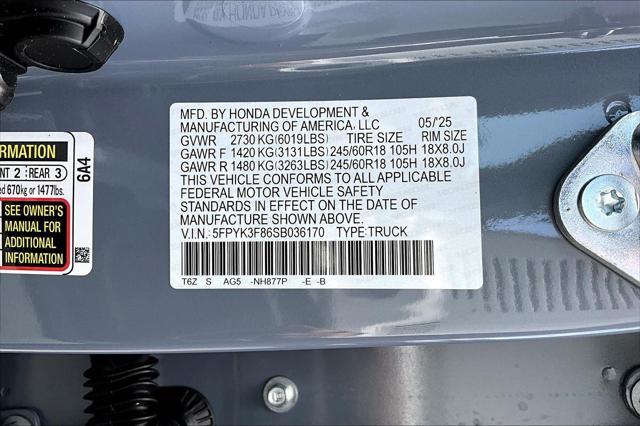 MFD. BY HONDA DEVELOPMENT &
MANUFACTURING OF AMERICA, LLC 05/'25
GVWR 2730 KG (6019LBS) TIRE SIZE RIM SIZE
GAWR F 1420 KG (3131LBS) 245/60R18 105H 18X8.0J
GAWR R 1480 KG (3263LBS) 245/60R18 105H 18X8.0J
THIS VEHICLE CONFORMS TO ALL APPLICABLE
FEDERAL MOTOR VEHICLE SAFETY
STANDARDS IN EFFECT ON THE DATE OF
MANUFACTURE SHOWN ABOVE.
V.I.N.: 5FPYK3F86SB036170 TYPE:TRUCK
T6Z S AG5 -NH877P -E -B
2 REAR 3
670kg or 1477lbs.
SEE OWNER'S
MANUAL FOR
ADDITIONAL
INFORMATION
6A4